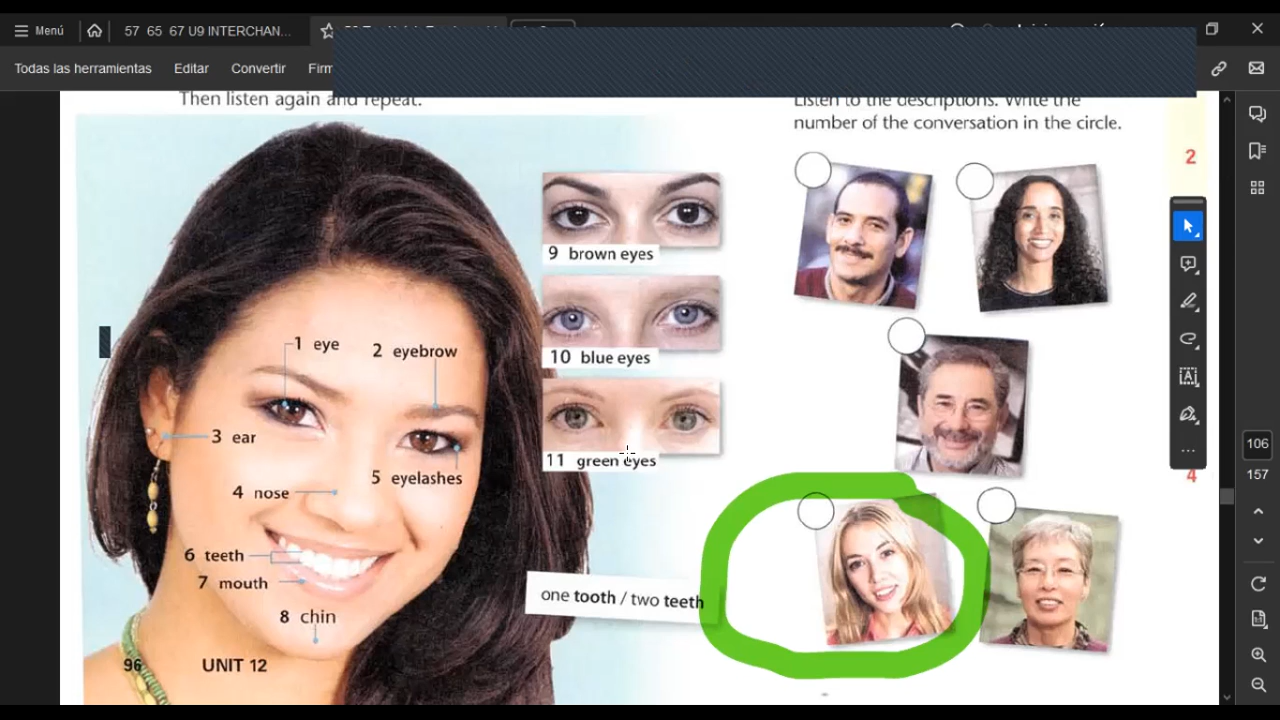 Menú
57 65 67 U9 INTERCHAN...
Todas las herramientas
Editar
Convertir
Firm
Then listen again and repeat.
Listen to the descriptions. Write the
number of the conversation in the circle.
2
1 eye
2 eyebrow
3 ear
4 nose
5 eyelashes
6 teeth
7 mouth
8 chin
9 brown eyes
10 blue eyes
11 green eyes
one tooth / two teeth
96 UNIT 12
4
106
157